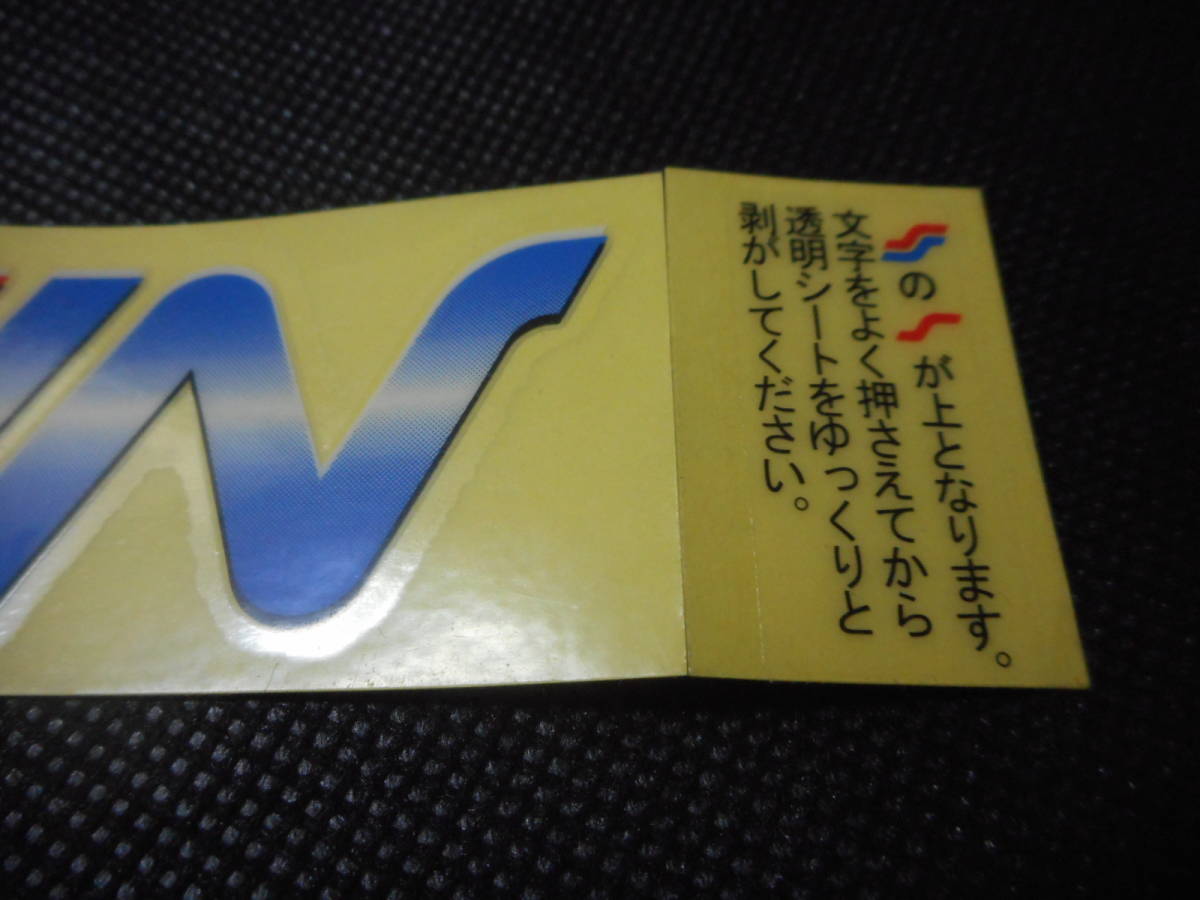 の が上となります。
文字をよく押さえてから
透明シートをゆっくりと
剥がしてください。
N